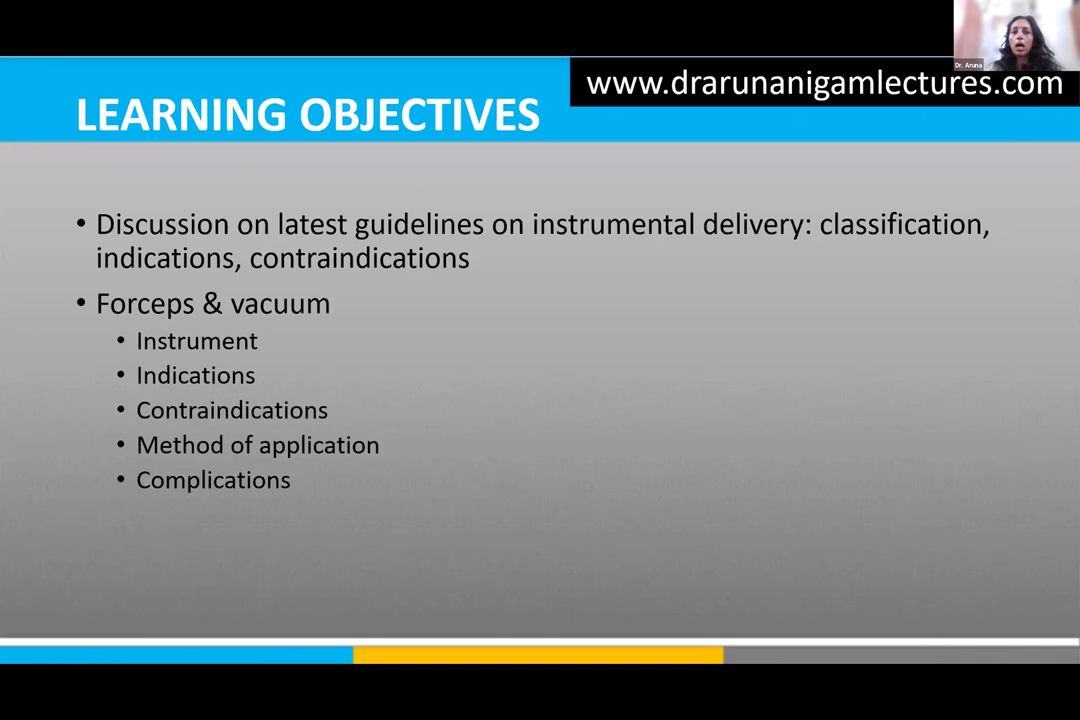 Dr. Aruna
www.drarunanigamlectures.com
LEARNING OBJECTIVES
• Discussion on latest guidelines on instrumental delivery: classification,
indications, contraindications
• Forceps & vacuum
• Instrument
• Indications
• Contraindications
• Method of application
• Complications